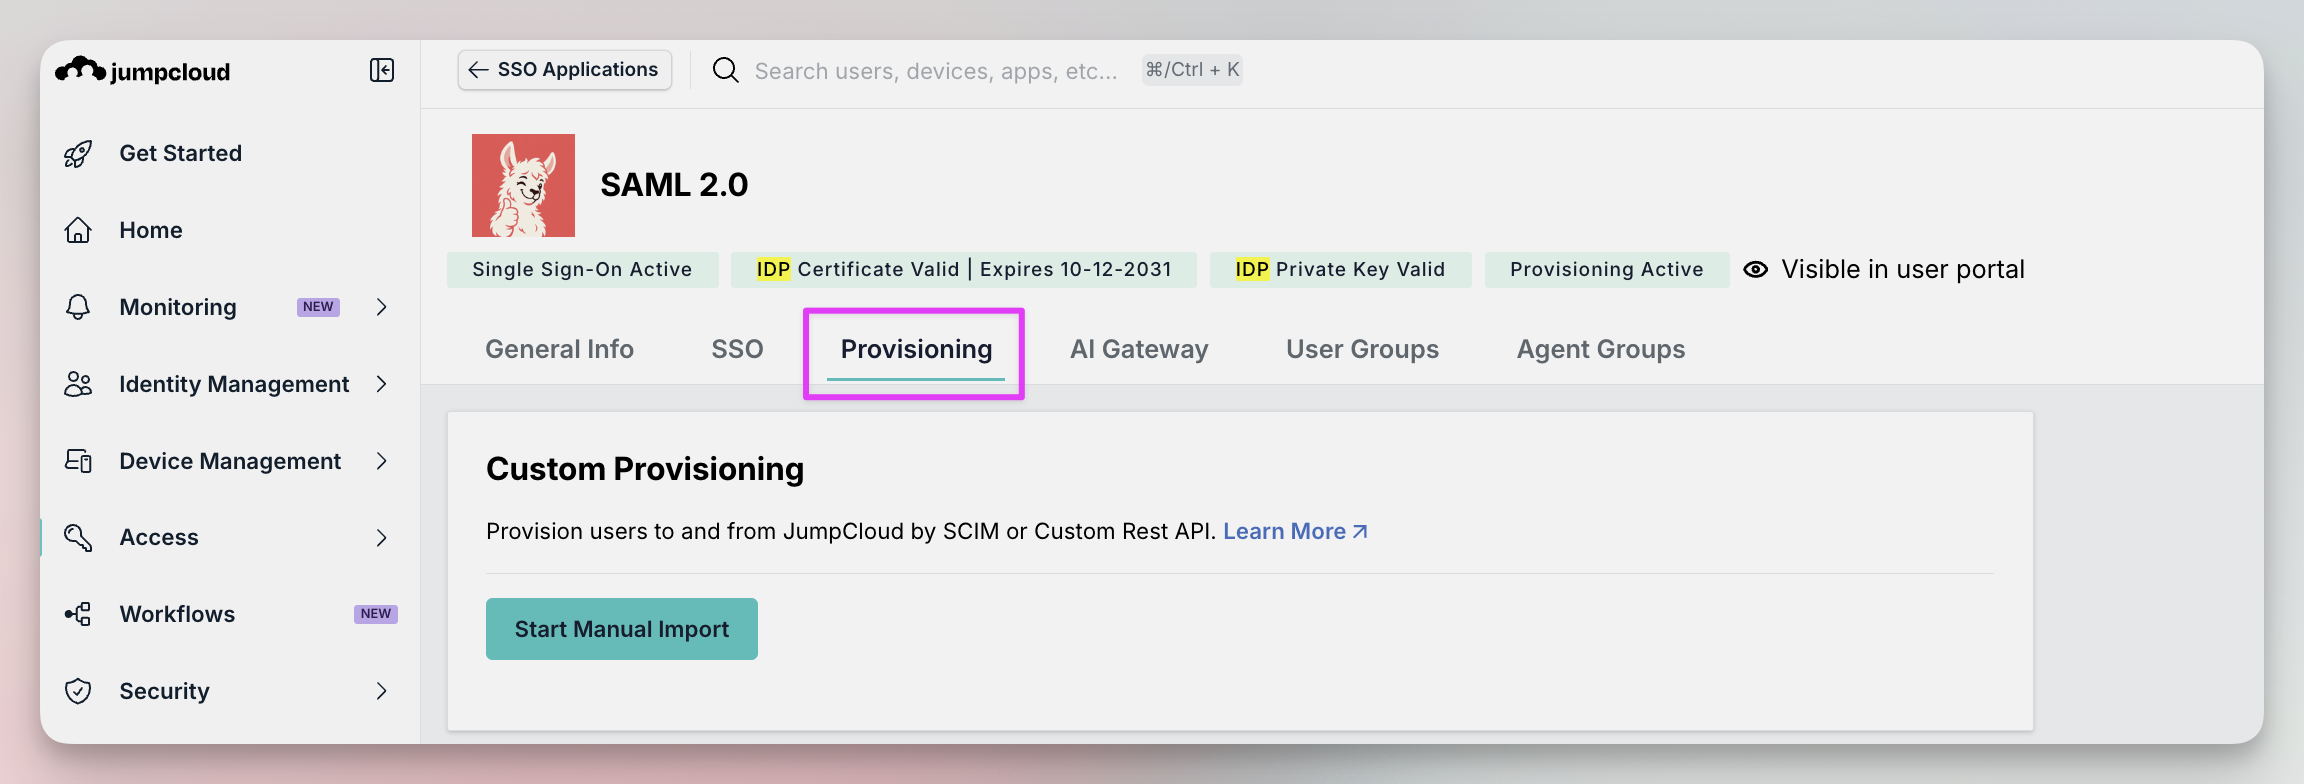 jumpcloud
Get Started
Home
Monitoring NEW
Identity Management
Device Management
Access
Workflows NEW
Security
SSO Applications
Search users, devices, apps, etc... ⌘/Ctrl + K
SAML 2.0
Single Sign-On Active
IDP Certificate Valid | Expires 10-12-2031
IDP Private Key Valid
Provisioning Active
Visible in user portal
General Info
SSO
Provisioning
AI Gateway
User Groups
Agent Groups
Custom Provisioning
Provision users to and from JumpCloud by SCIM or Custom Rest API. Learn More
Start Manual Import